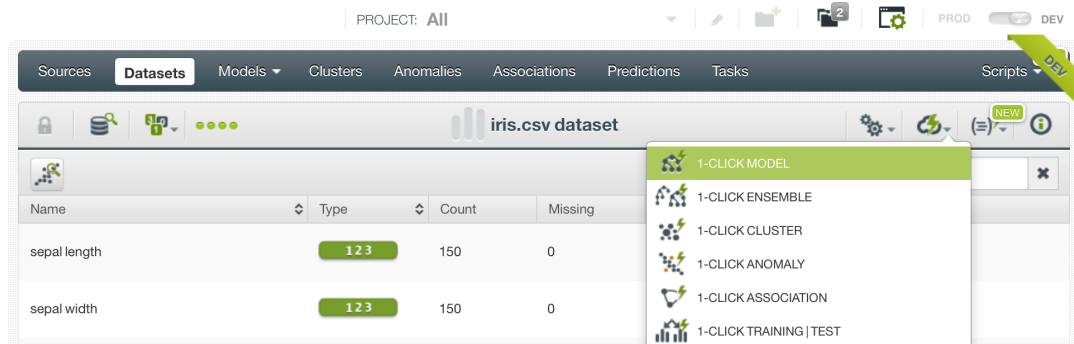 PROJECT: All
2
PROD DEV
Sources Datasets Models Clusters Anomalies Associations Predictions Tasks Scripts
DEV
iris.csv dataset
NEW
1-CLICK MODEL
1-CLICK ENSEMBLE
1-CLICK CLUSTER
1-CLICK ANOMALY
1-CLICK ASSOCIATION
1-CLICK TRAINING | TEST
Name Type Count Missing
sepal length 123 150 0
sepal width 123 150 0